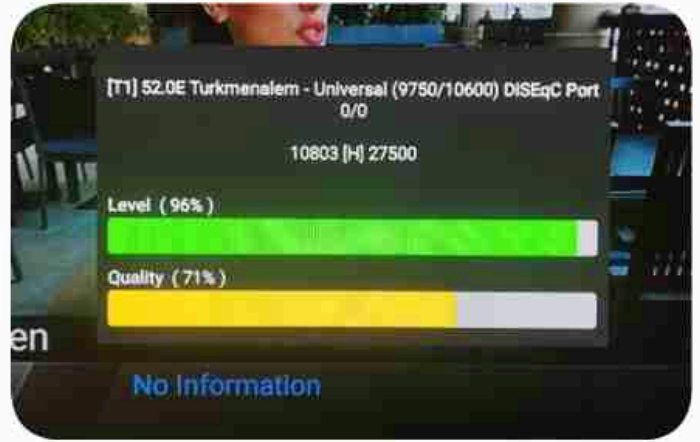 [T1] 52.0E Turkmenalem - Universal (9750/10600) DISEqC Port
0/0
10803 [H] 27500
Level (96%)
Quality (71%)
en
No Information